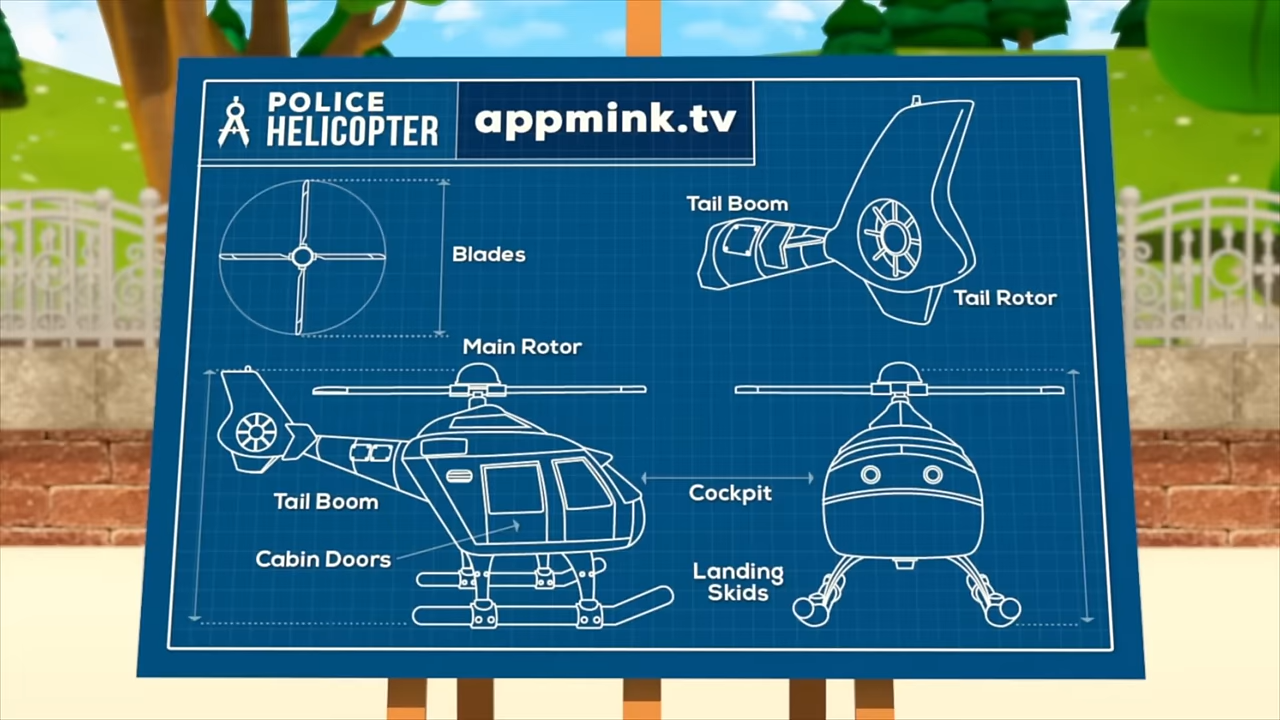 POLICE
HELICOPTER
appmink.tv
Tail Boom
Blades
Tail Rotor
Main Rotor
Cockpit
Tail Boom
Cabin Doors
Landing
Skids